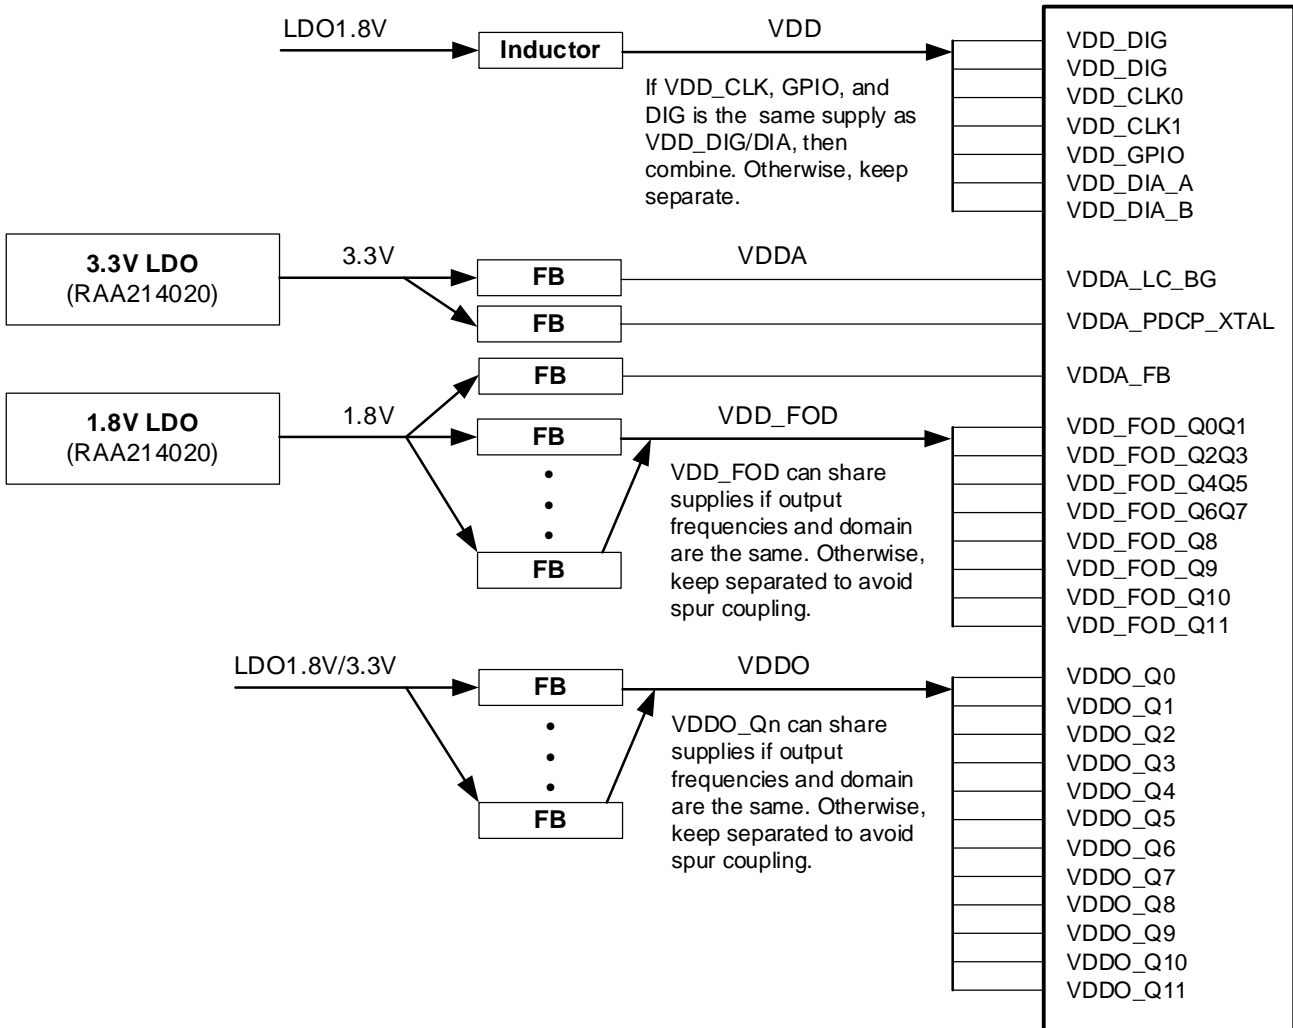 LDO1.8V
Inductor
VDD
If VDD_CLK, GPIO, and
DIG is the same supply as
VDD_DIG/DIA, then
combine. Otherwise, keep
separate.
VDD_DIG
VDD_DIG
VDD_CLK0
VDD_CLK1
VDD_GPIO
VDD_DIA_A
VDD_DIA_B
3.3V LDO
(RAA214020)
3.3V
FB
VDDA
VDDA_LC_BG
FB
VDDA_PDCP_XTAL
FB
VDDA_FB
1.8V LDO
(RAA214020)
1.8V
FB
VDD_FOD
FB
VDD_FOD can share
supplies if output
frequencies and domain
are the same. Otherwise,
keep separated to avoid
spur coupling.
VDD_FOD_Q0Q1
VDD_FOD_Q2Q3
VDD_FOD_Q4Q5
VDD_FOD_Q6Q7
VDD_FOD_Q8
VDD_FOD_Q9
VDD_FOD_Q10
VDD_FOD_Q11
LDO1.8V/3.3V
FB
VDDO
FB
VDDO_Qn can share
supplies if output
frequencies and domain
are the same. Otherwise,
keep separated to avoid
spur coupling.
VDDO_Q0
VDDO_Q1
VDDO_Q2
VDDO_Q3
VDDO_Q4
VDDO_Q5
VDDO_Q6
VDDO_Q7
VDDO_Q8
VDDO_Q9
VDDO_Q10
VDDO_Q11